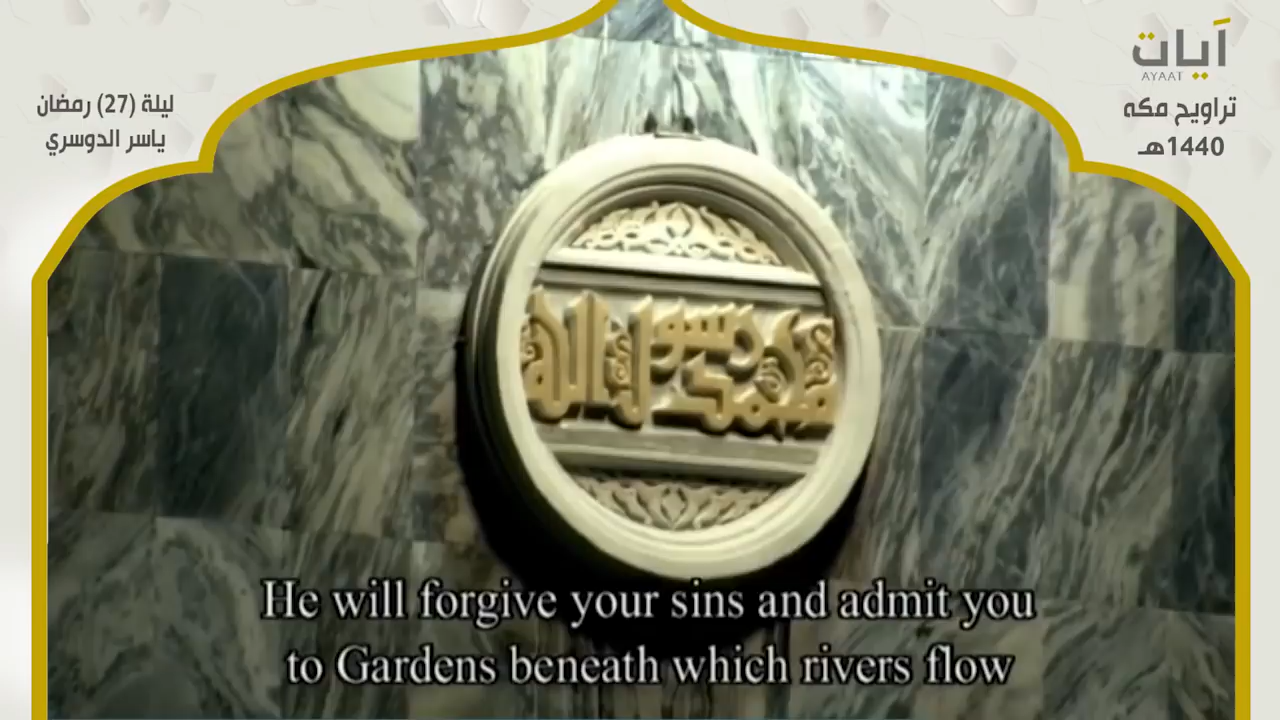 آيات
AYAAT
تراويح مكه
1440هـ
ليلة (27) رمضان
ياسر الدوسري
محمد رسول الله
He will forgive your sins and admit you
to Gardens beneath which rivers flow